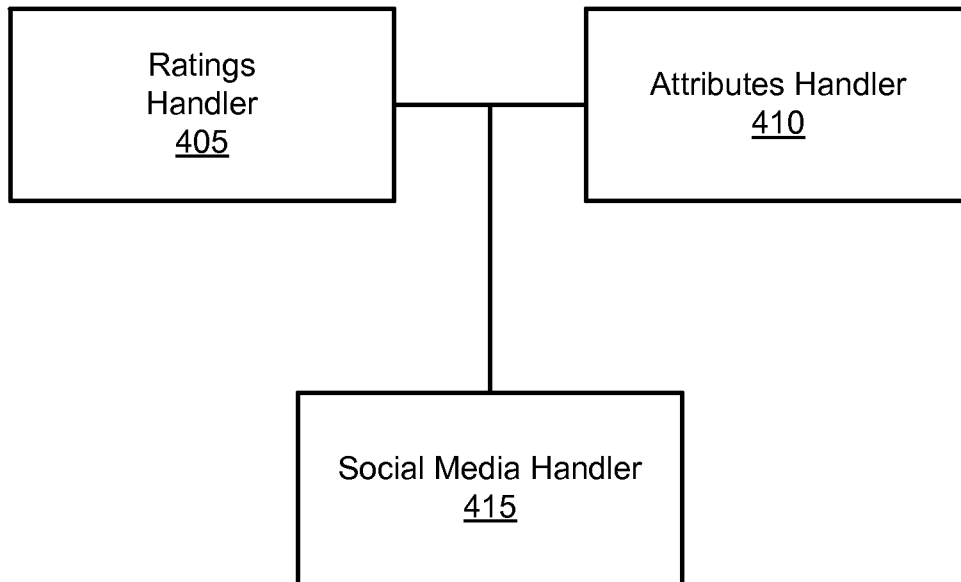 Ratings
Handler
405
Attributes Handler
410
Social Media Handler
415